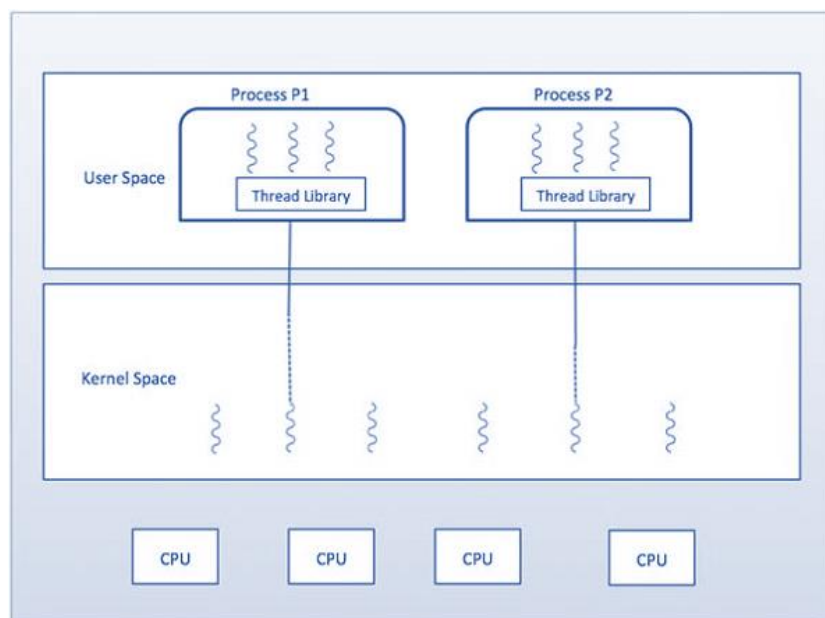 Process P1
Process P2
User Space
Thread Library
Thread Library
Kernel Space
CPU
CPU
CPU
CPU